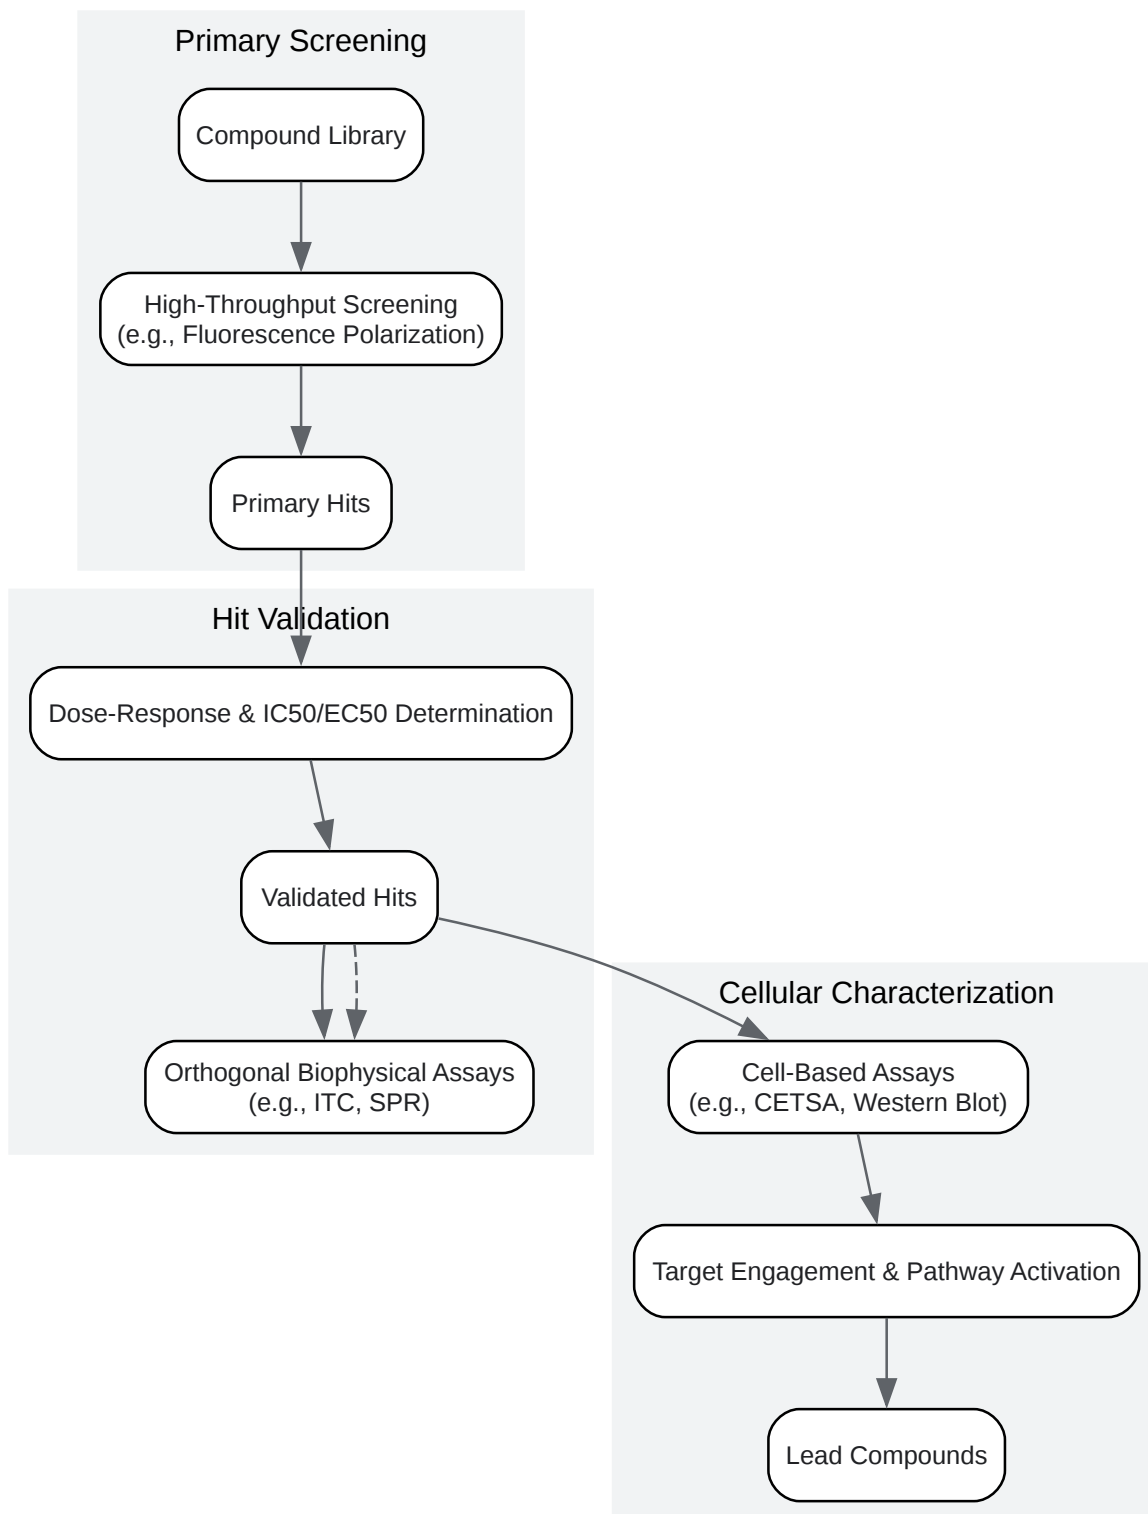 Primary Screening
Compound Library
High-Throughput Screening
(e.g., Fluorescence Polarization)
Primary Hits
Hit Validation
Dose-Response & IC50/EC50 Determination
Validated Hits
Orthogonal Biophysical Assays
(e.g., ITC, SPR)
Cellular Characterization
Cell-Based Assays
(e.g., CETSA, Western Blot)
Target Engagement & Pathway Activation
Lead Compounds